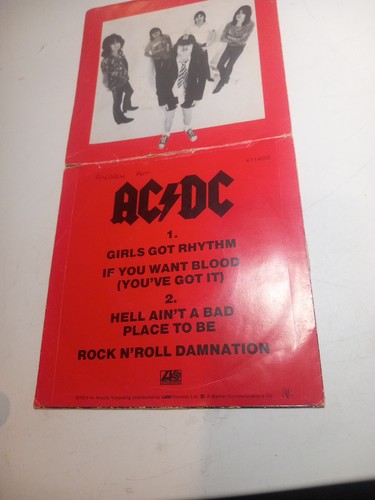 AC/DC
1.
GIRLS GOT RHYTHM
IF YOU WANT BLOOD
(YOU'VE GOT IT)
2.
HELL AIN'T A BAD
PLACE TO BE
ROCK N'ROLL DAMNATION